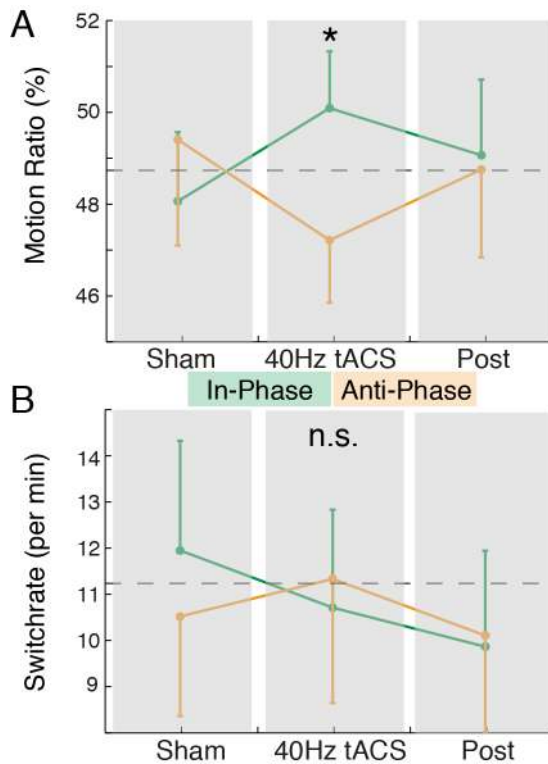 A
Motion Ratio (%)
52
50
48
46
*
Sham 40Hz tACS Post
In-Phase Anti-Phase
B
Switchrate (per min)
n.s.
14
13
12
11
10
9
Sham 40Hz tACS Post